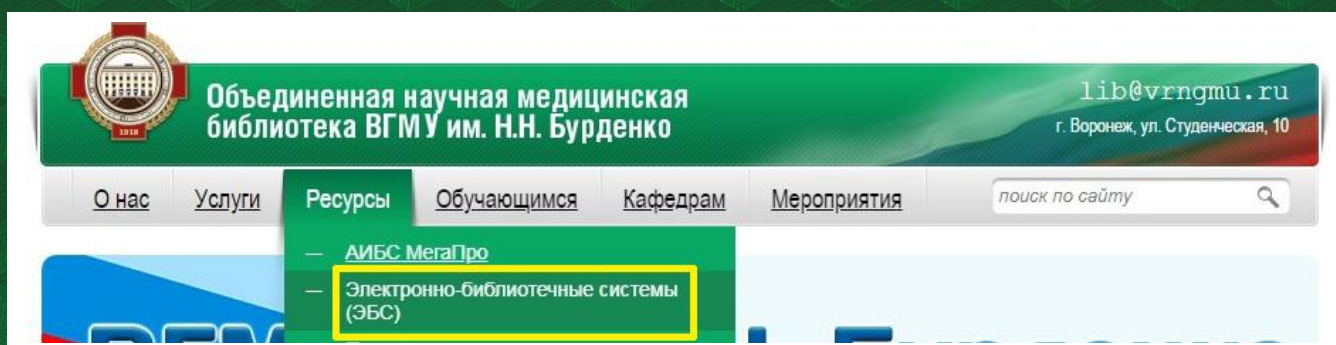 Объединенная научная медицинская
библиотека ВГМУ им. Н.Н. Бурденко
lib@vrngmu.ru
г. Воронеж, ул. Студенческая, 10
1918
О нас Услуги Ресурсы Обучающимся Кафедрам Мероприятия поиск по сайту
— АИБС МегаПро
— Электронно-библиотечные системы
(ЭБС)